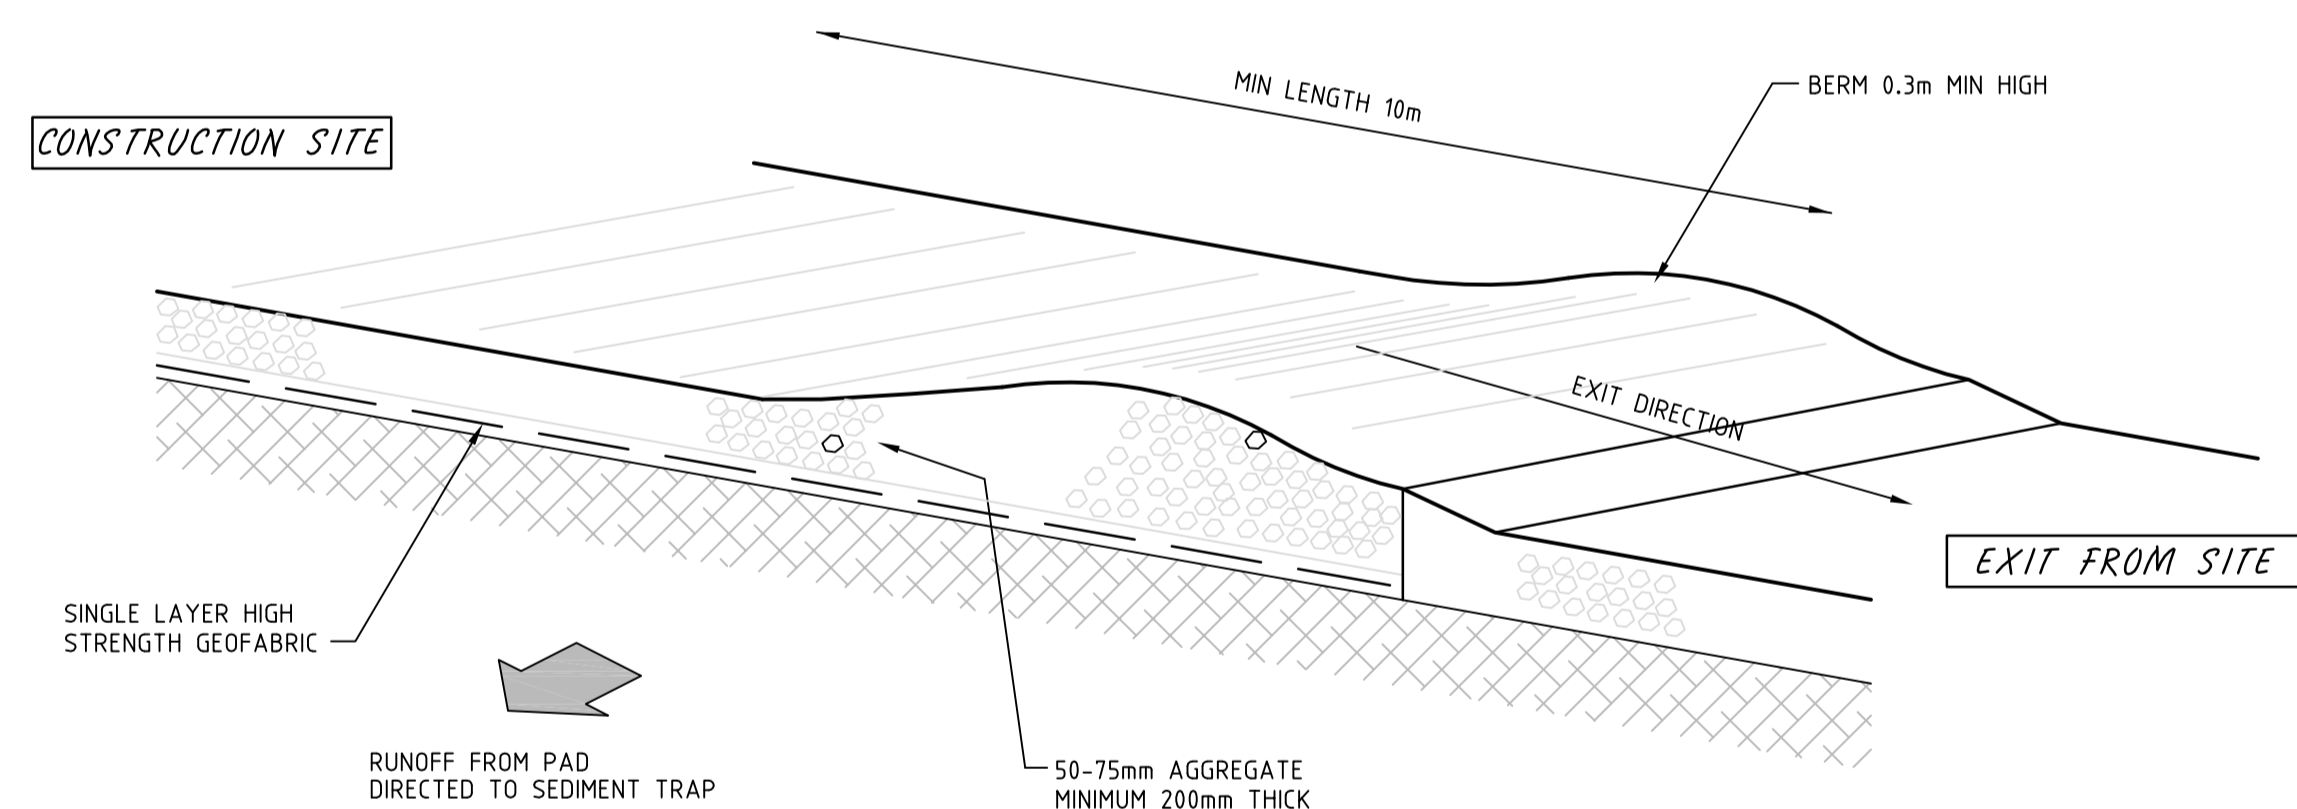 MIN LENGTH 10m
BERM 0.3m MIN HIGH
CONSTRUCTION SITE
EXIT DIRECTION
EXIT FROM SITE
SINGLE LAYER HIGH
STRENGTH GEOFABRIC
RUNOFF FROM PAD
DIRECTED TO SEDIMENT TRAP
50-75mm AGGREGATE
MINIMUM 200mm THICK